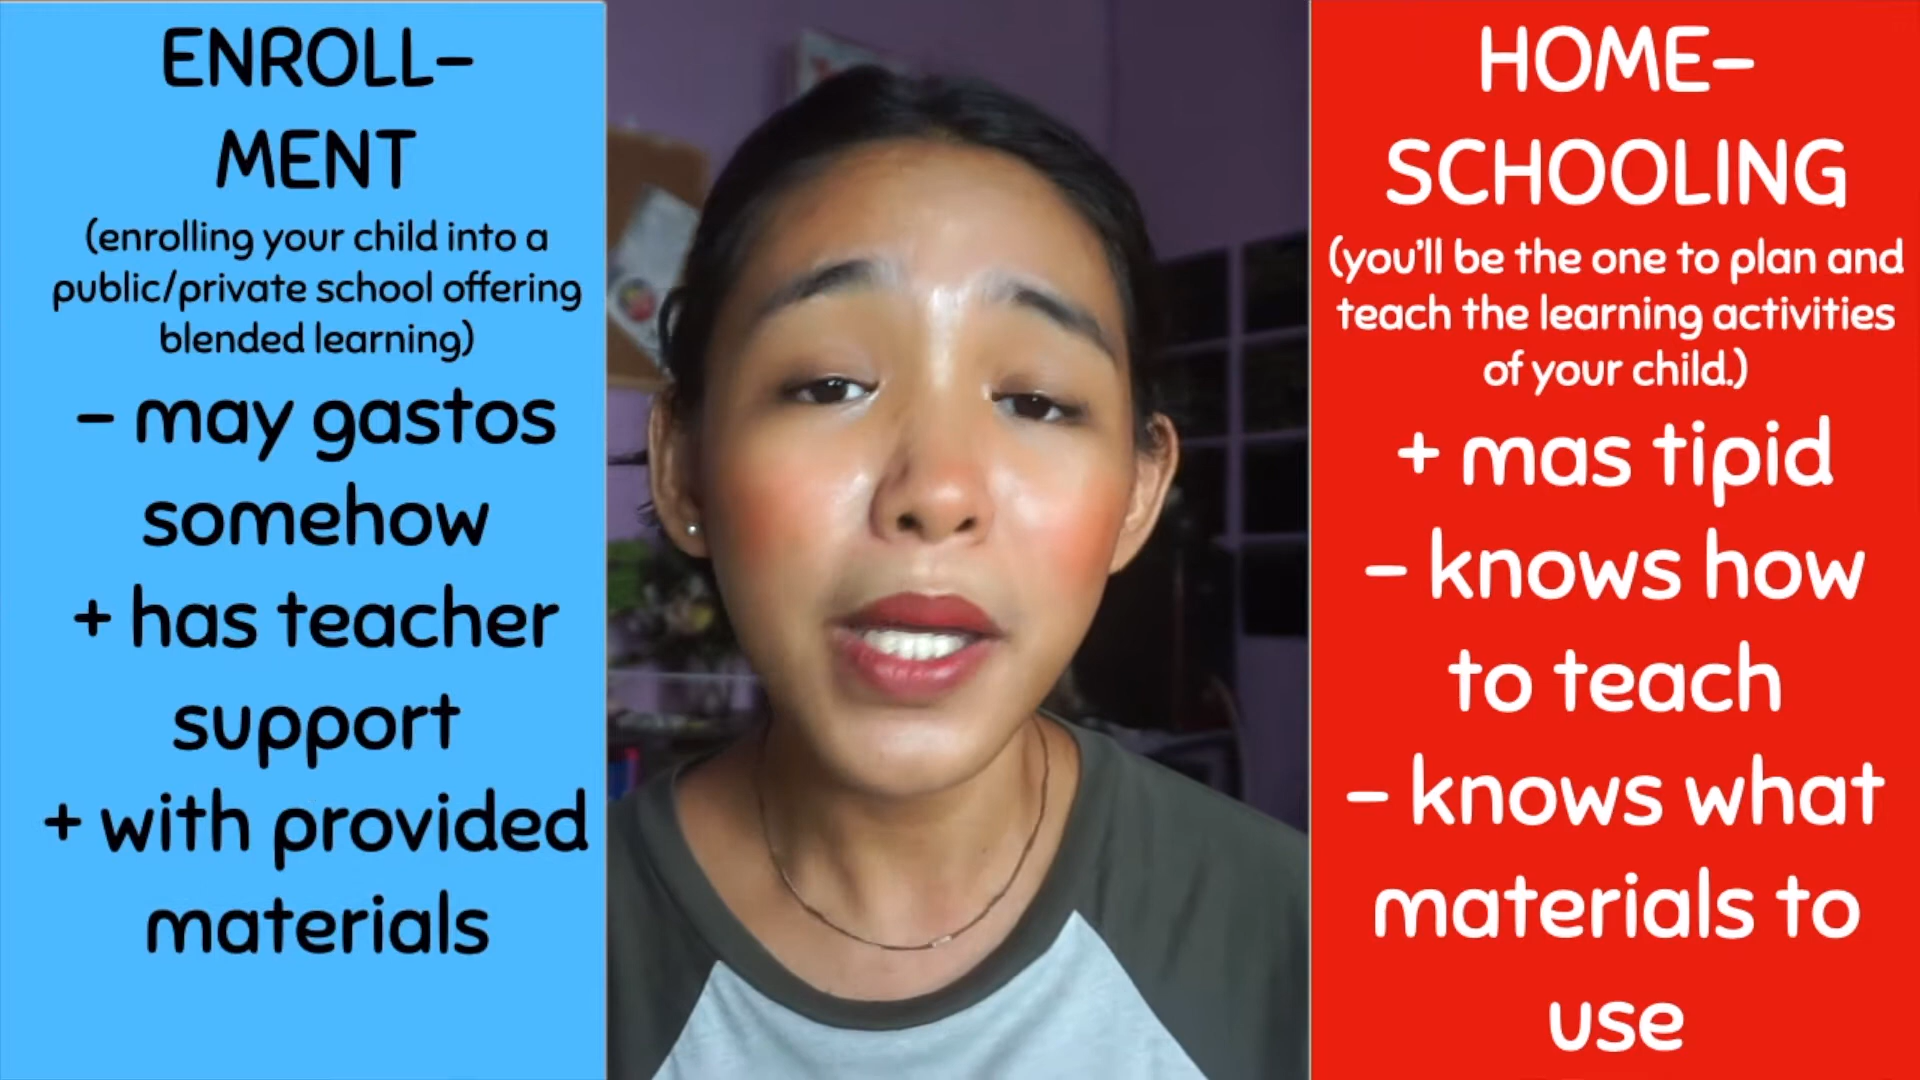 ENROLL-
MENT
(enrolling your child into a
public/private school offering
blended learning)
- may gastos
somehow
+ has teacher
support
+ with provided
materials
HOME-
SCHOOLING
(you'll be the one to plan and
teach the learning activities
of your child.)
+ mas tipid
- knows how
to teach
- knows what
materials to
use